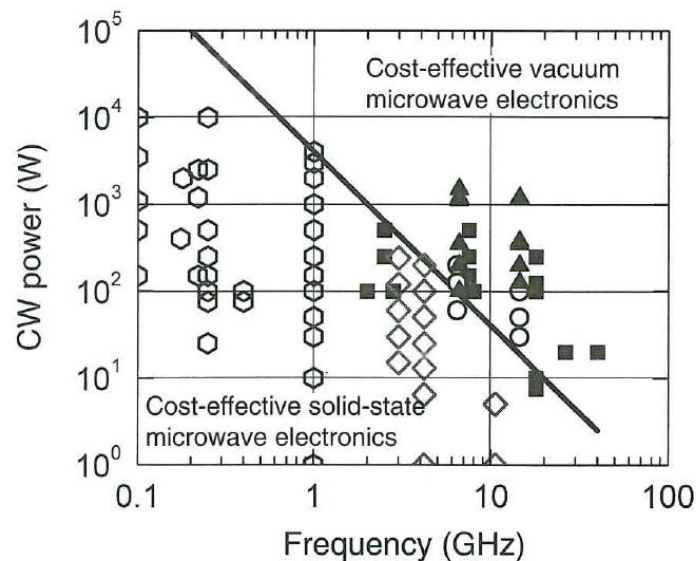 10^5
Cost-effective vacuum
microwave electronics
10^4
10^3
CW power (W)
10^2
10^1
Cost-effective solid-state
microwave electronics
10^0
0.1 1 10 100
Frequency (GHz)